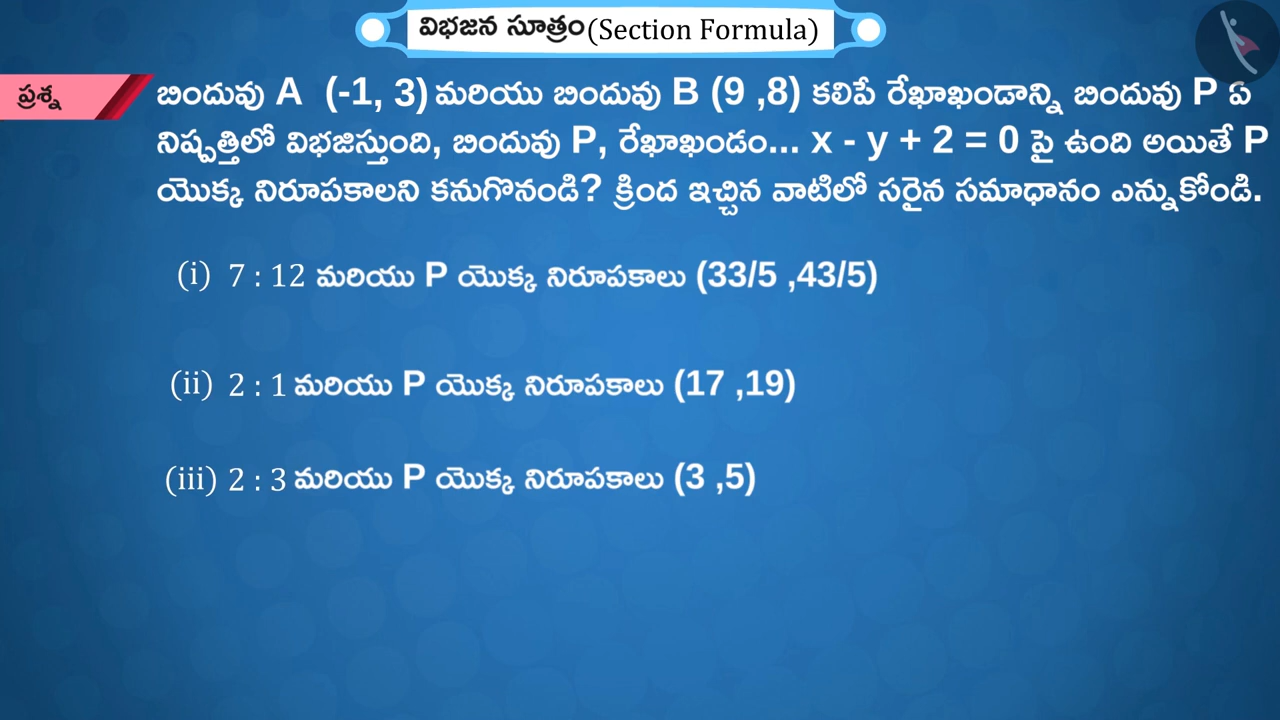 విభజన సూత్రం(Section Formula)
ప్రశ్న
బిందువు A (-1, 3) మరియు బిందువు B (9 ,8) కలిపే రేఖాఖండాన్ని బిందువు P ఏ
నిష్పత్తిలో విభజిస్తుంది, బిందువు P, రేఖాఖండం... x - y + 2 = 0 పై ఉంది అయితే P
యొక్క నిరూపకాలని కనుగొనండి? క్రింద ఇచ్చిన వాటిలో సరైన సమాధానం ఎన్నుకోండి.
(i) 7 : 12 మరియు P యొక్క నిరూపకాలు (33/5 ,43/5)
(ii) 2 : 1 మరియు P యొక్క నిరూపకాలు (17 ,19)
(iii) 2 : 3 మరియు P యొక్క నిరూపకాలు (3 ,5)